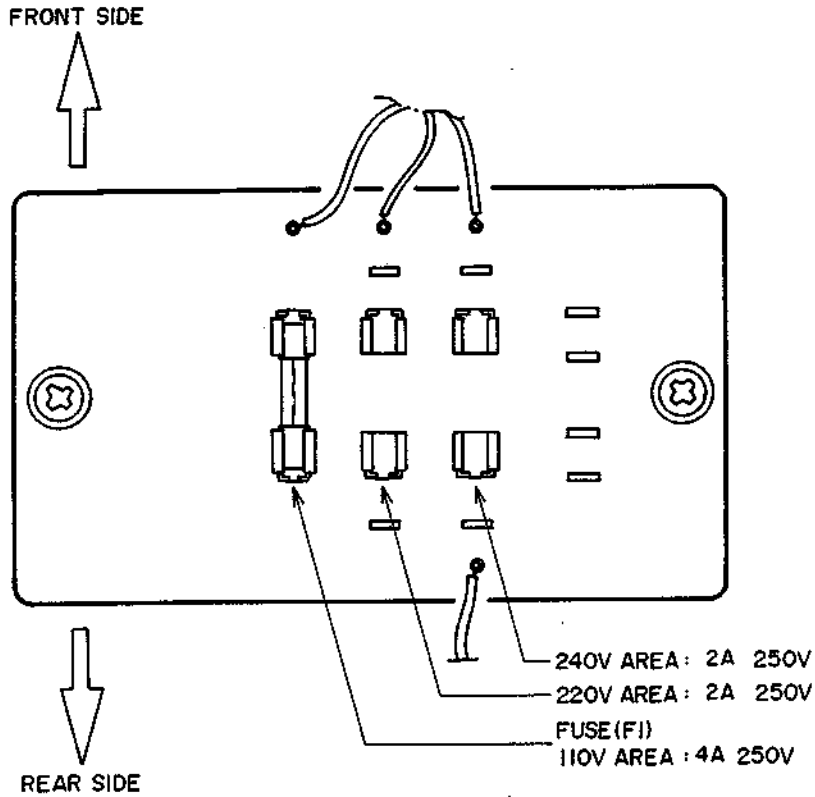 FRONT SIDE
240V AREA: 2A 250V
220V AREA: 2A 250V
FUSE(F1)
110V AREA: 4A 250V
REAR SIDE